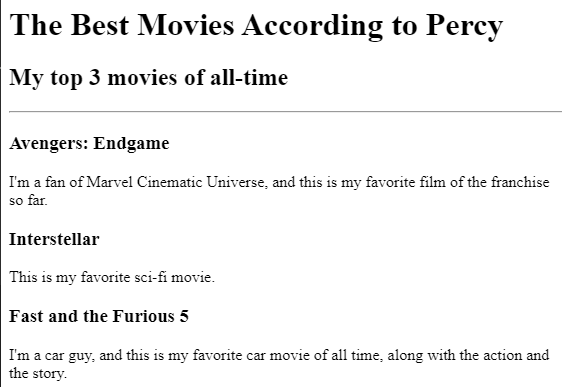 The Best Movies According to Percy
My top 3 movies of all-time
Avengers: Endgame
I'm a fan of Marvel Cinematic Universe, and this is my favorite film of the franchise
so far.
Interstellar
This is my favorite sci-fi movie.
Fast and the Furious 5
I'm a car guy, and this is my favorite car movie of all time, along with the action and
the story.